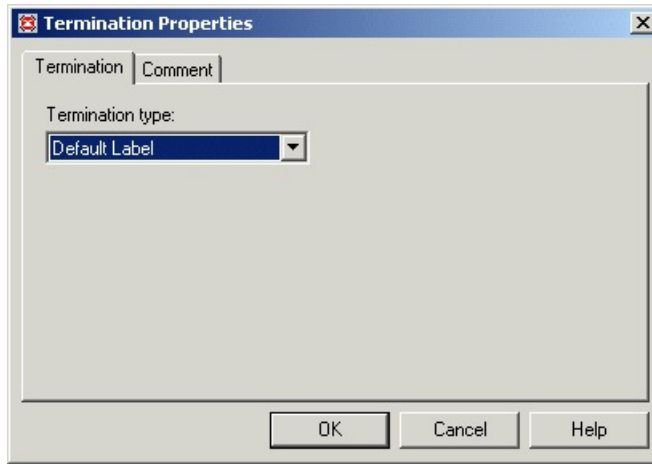 Termination Properties
Termination Comment
Termination type:
Default Label
OK Cancel Help